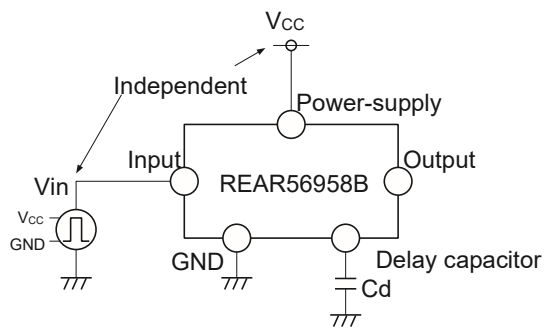 Vcc
Independent
Power-supply
Input
Output
REAR56958B
Vin
Vcc
GND
GND
Delay capacitor
Cd